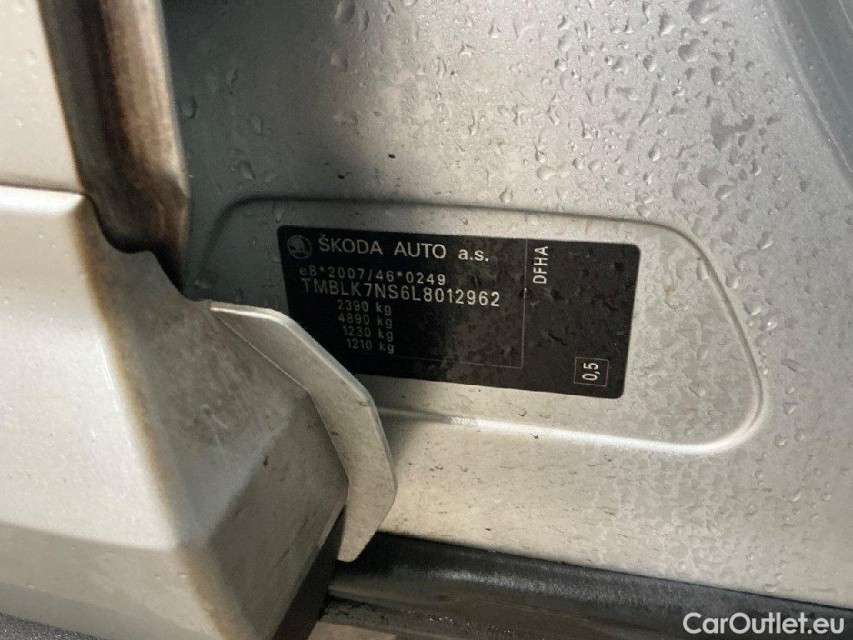 ŠKODA AUTO a.s.
e8*2007/46*0249
TMBLK7NS6L8012962
2390 kg
4890 kg
1230 kg
1210 kg
DFHA
0,5
CarOutlet.eu